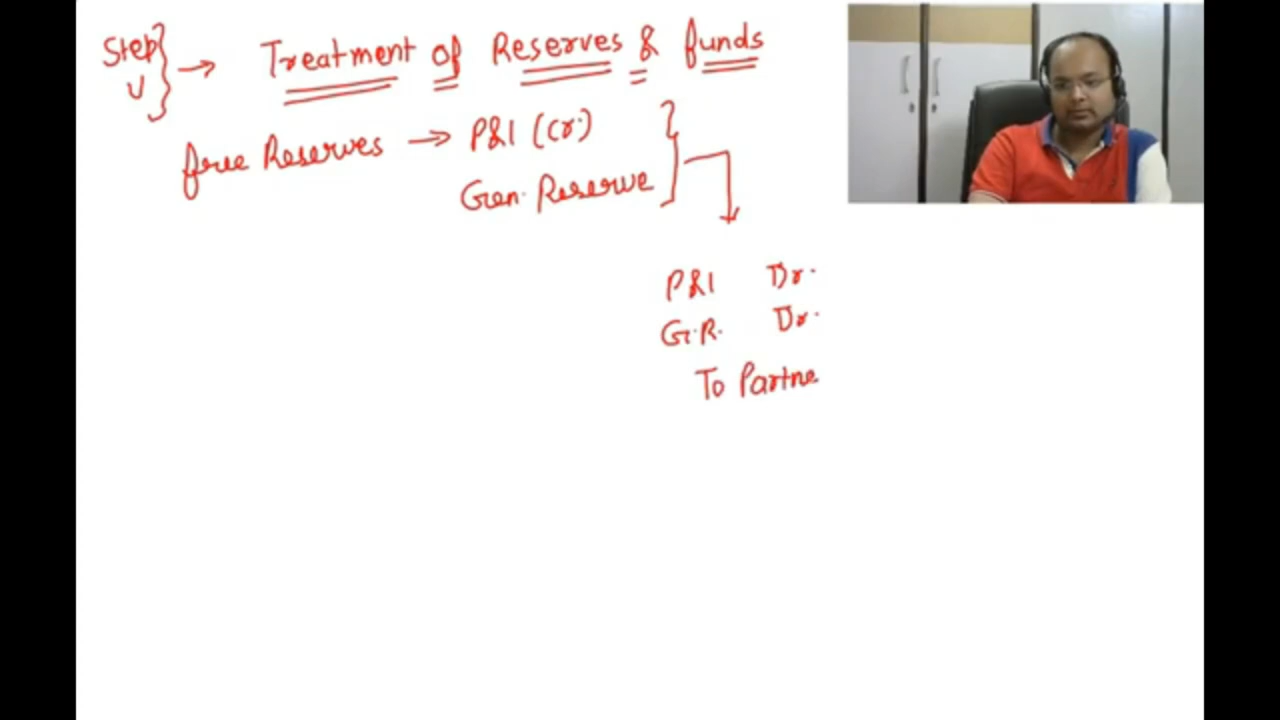 Step V → Treatment of Reserves & funds
free Reserves → P&l (Cr.)
Gen. Reserve
P&l Dr.
G.R. Dr.
To Partne